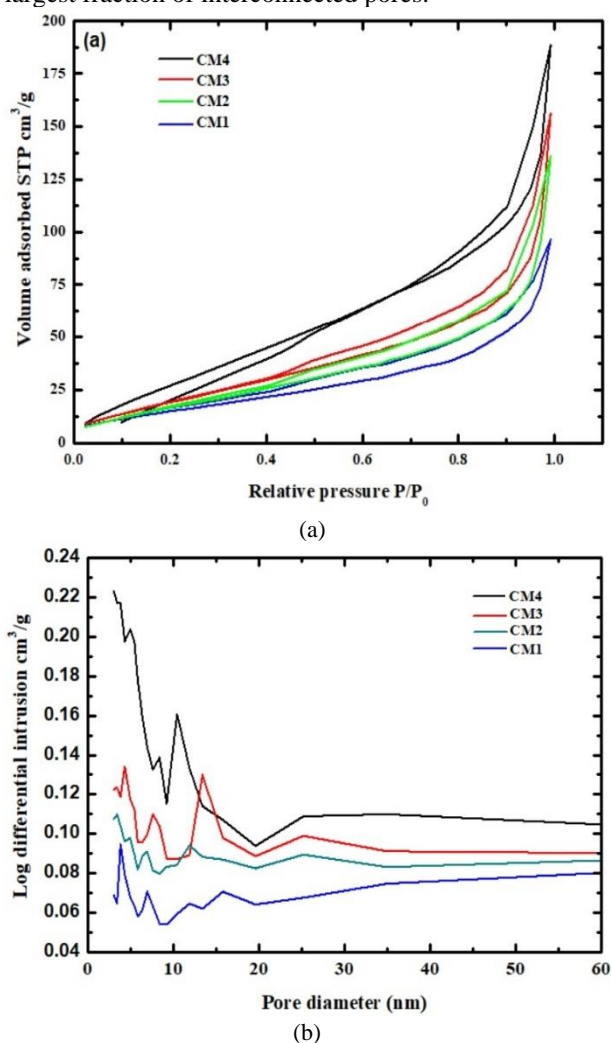 largest fraction of interconnected pores.
(a)
CM4
CM3
CM2
CM1
200
175
150
125
100
75
50
25
0
Volume adsorbed STP cm³/g
0.0 0.2 0.4 0.6 0.8 1.0
Relative pressure P/P₀
(a)
CM4
CM3
CM2
CM1
0.24
0.22
0.20
0.18
0.16
0.14
0.12
0.10
0.08
0.06
0.04
Log differential intrusion cm³/g
0 10 20 30 40 50 60
Pore diameter (nm)
(b)